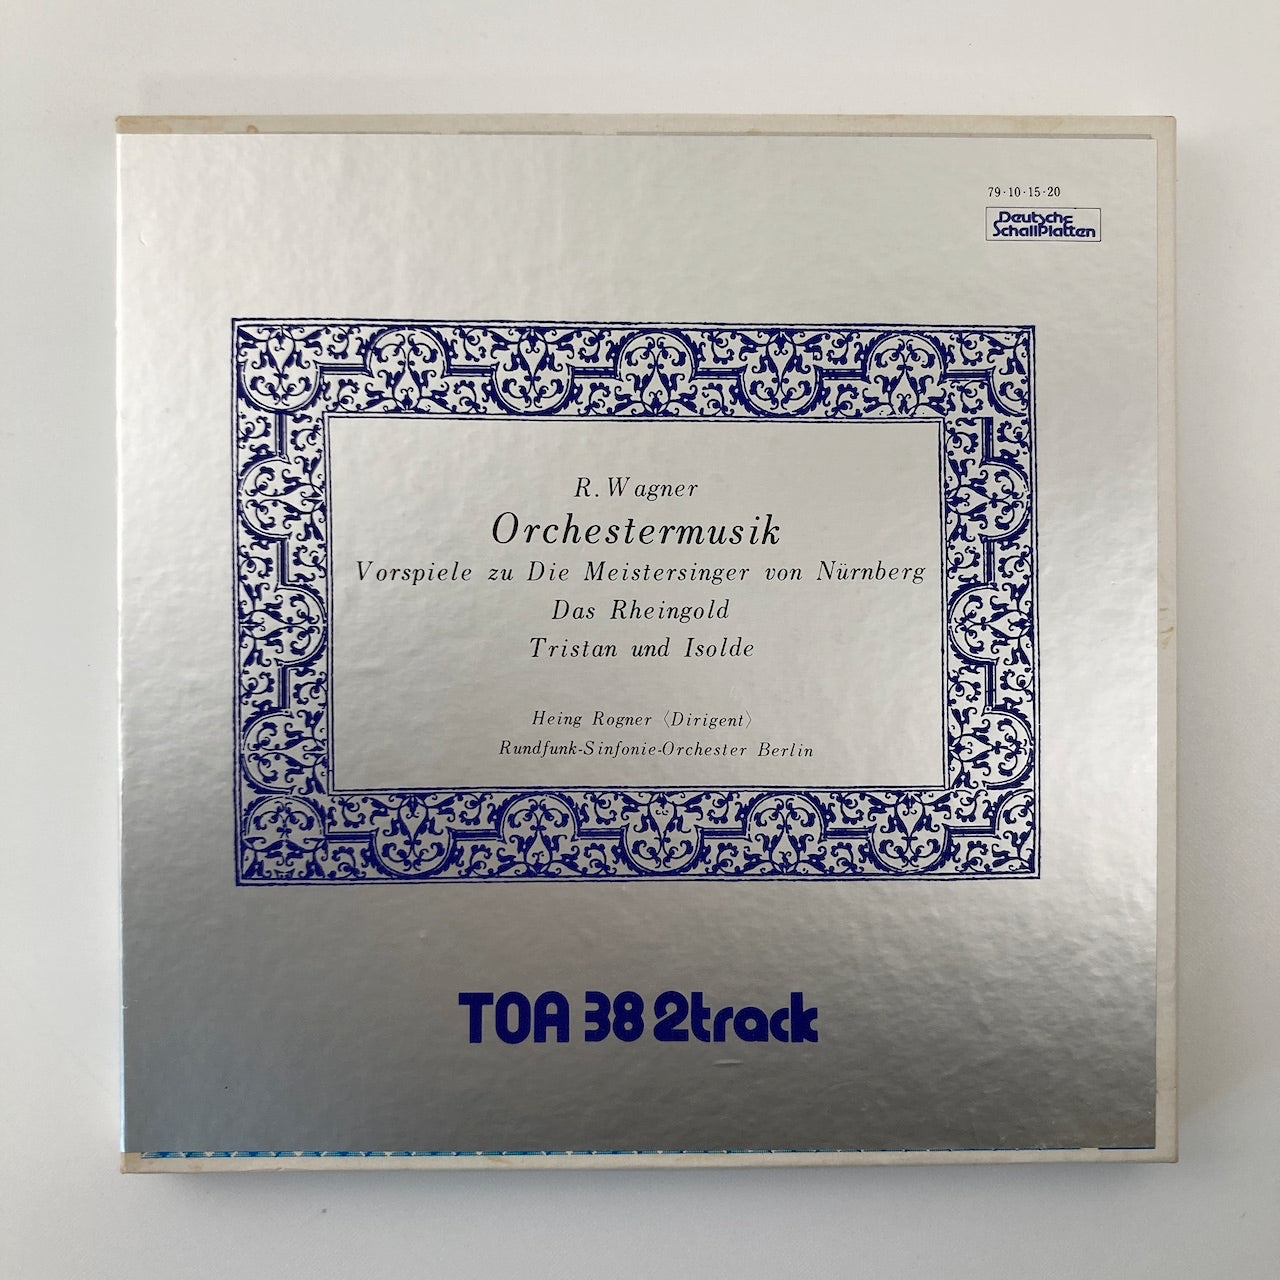 79·10·15·20
Deutsche
SchallPlatten
R. Wagner
Orchestermusik
Vorspiele zu Die Meistersinger von Nürnberg
Das Rheingold
Tristan und Isolde
Heing Rogner 〈Dirigent〉
Rundfunk-Sinfonie-Orchester Berlin
TOA 38 2track